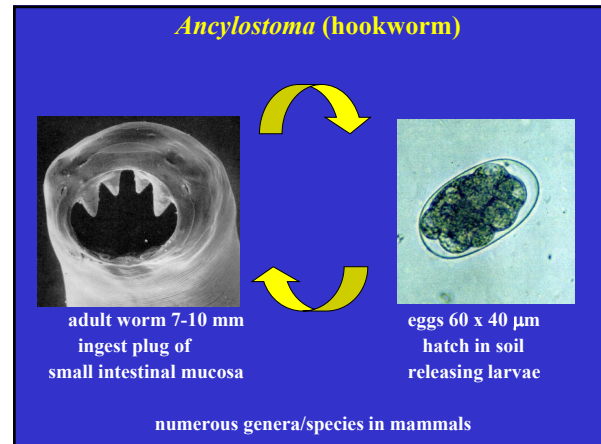 Ancylostoma (hookworm)
adult worm 7-10 mm
ingest plug of
small intestinal mucosa
eggs 60 x 40 μm
hatch in soil
releasing larvae
numerous genera/species in mammals